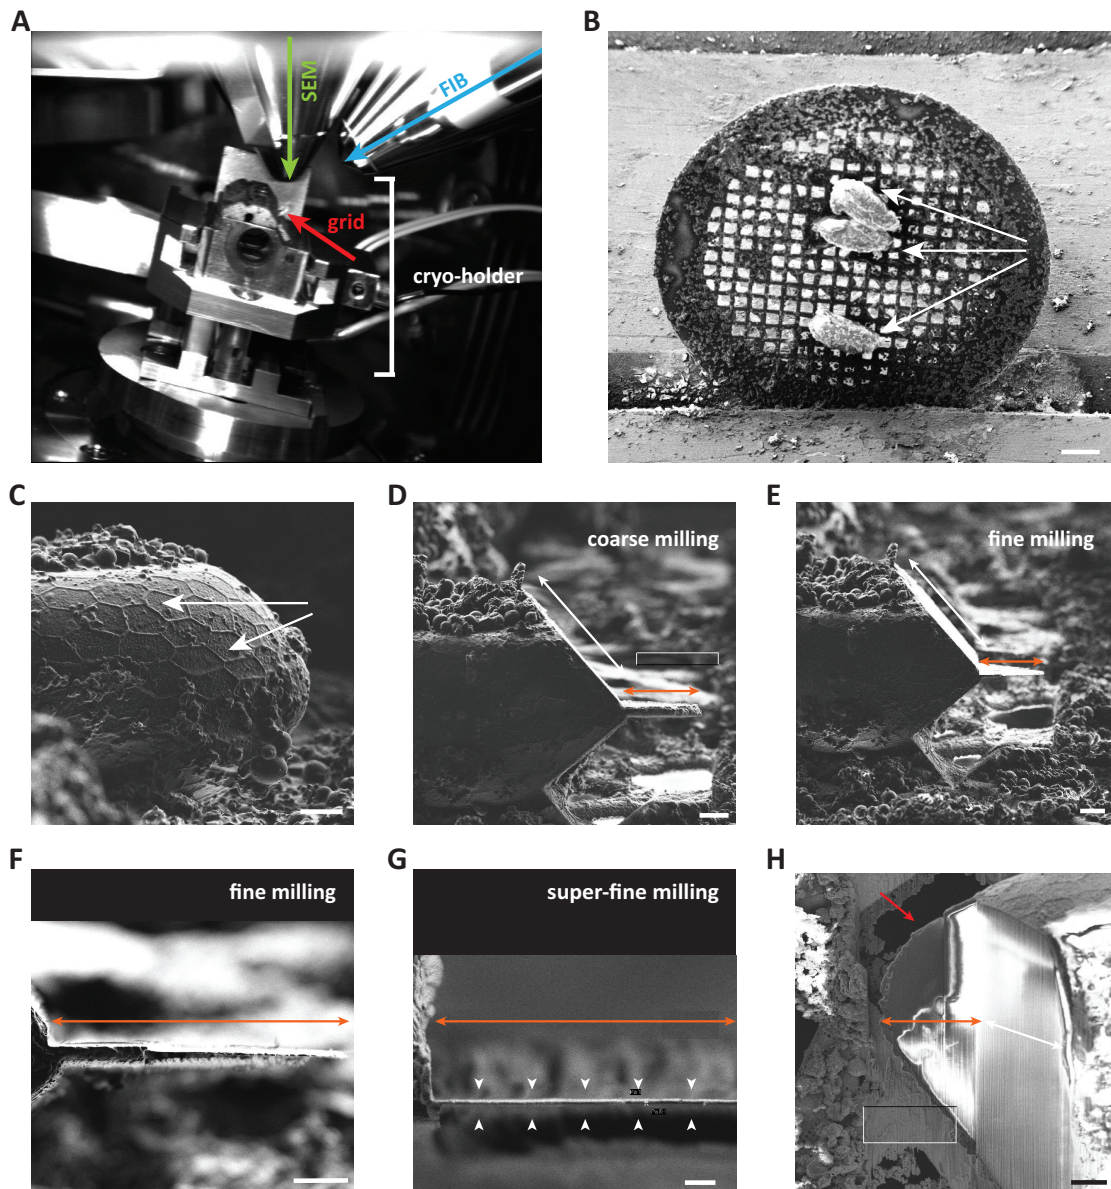 A
SEM
FIB
grid
cryo-holder
B
C
D
coarse milling
E
fine milling
F
fine milling
G
super-fine milling
H